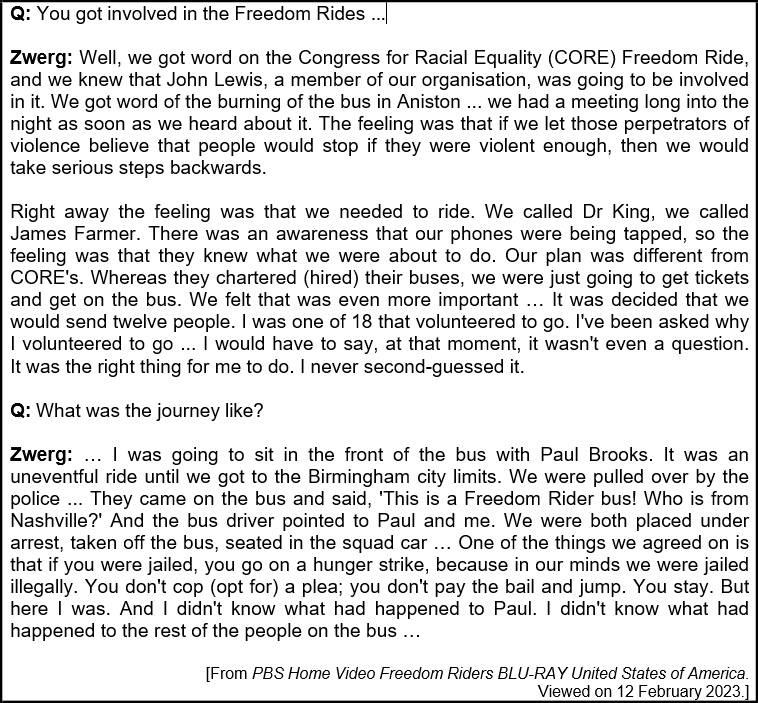 Q: You got involved in the Freedom Rides ...
Zwerg: Well, we got word on the Congress for Racial Equality (CORE) Freedom Ride,
and we knew that John Lewis, a member of our organisation, was going to be involved
in it. We got word of the burning of the bus in Aniston ... we had a meeting long into the
night as soon as we heard about it. The feeling was that if we let those perpetrators of
violence believe that people would stop if they were violent enough, then we would
take serious steps backwards.
Right away the feeling was that we needed to ride. We called Dr King, we called
James Farmer. There was an awareness that our phones were being tapped, so the
feeling was that they knew what we were about to do. Our plan was different from
CORE's. Whereas they chartered (hired) their buses, we were just going to get tickets
and get on the bus. We felt that was even more important … It was decided that we
would send twelve people. I was one of 18 that volunteered to go. I've been asked why
I volunteered to go ... I would have to say, at that moment, it wasn't even a question.
It was the right thing for me to do. I never second-guessed it.
Q: What was the journey like?
Zwerg: … I was going to sit in the front of the bus with Paul Brooks. It was an
uneventful ride until we got to the Birmingham city limits. We were pulled over by the
police ... They came on the bus and said, 'This is a Freedom Rider bus! Who is from
Nashville?' And the bus driver pointed to Paul and me. We were both placed under
arrest, taken off the bus, seated in the squad car … One of the things we agreed on is
that if you were jailed, you go on a hunger strike, because in our minds we were jailed
illegally. You don't cop (opt for) a plea; you don't pay the bail and jump. You stay. But
here I was. And I didn't know what had happened to Paul. I didn't know what had
happened to the rest of the people on the bus …
[From PBS Home Video Freedom Riders BLU-RAY United States of America.
Viewed on 12 February 2023.]